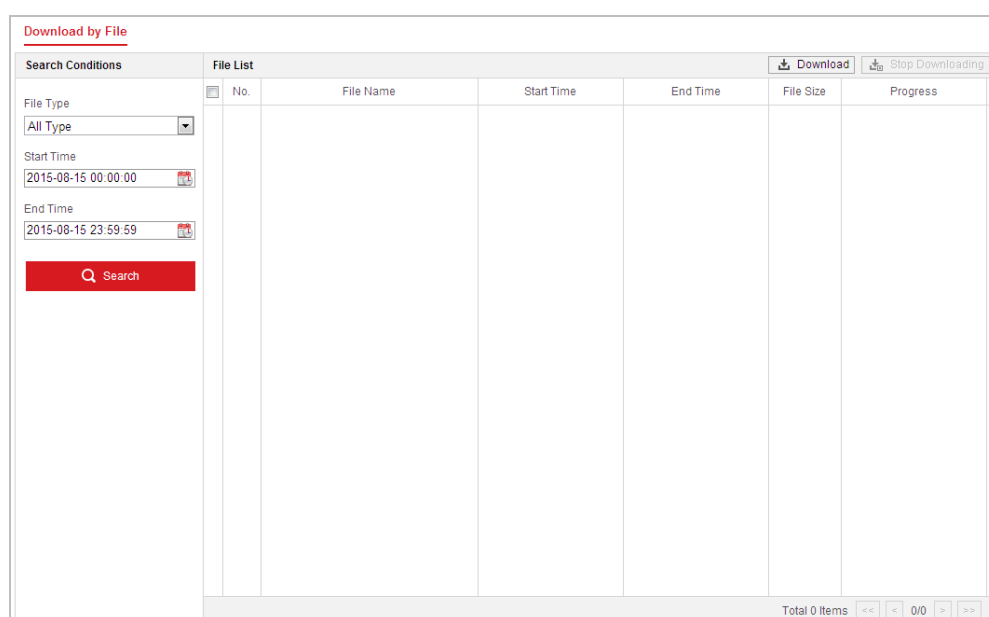 Download by File
Search Conditions
File List
Download
Stop Downloading
No.
File Name
Start Time
End Time
File Size
Progress
File Type
All Type
Start Time
2015-08-15 00:00:00
End Time
2015-08-15 23:59:59
Search
Total 0 Items << < 0/0 > >>